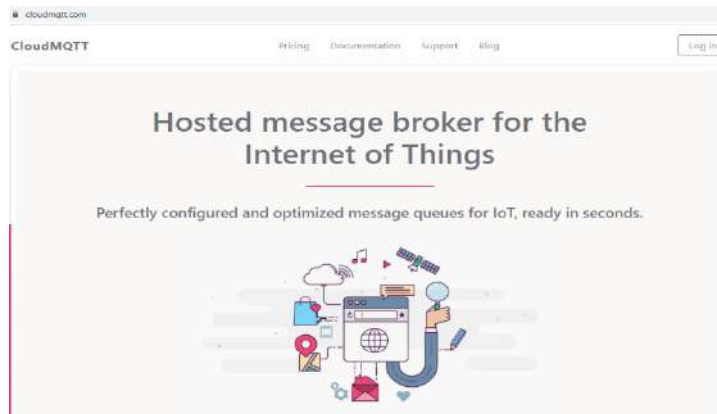 cloudmqtt.com
CloudMQTT
Pricing Documentation Support Blog
Log in
Hosted message broker for the
Internet of Things
Perfectly configured and optimized message queues for IoT, ready in seconds.